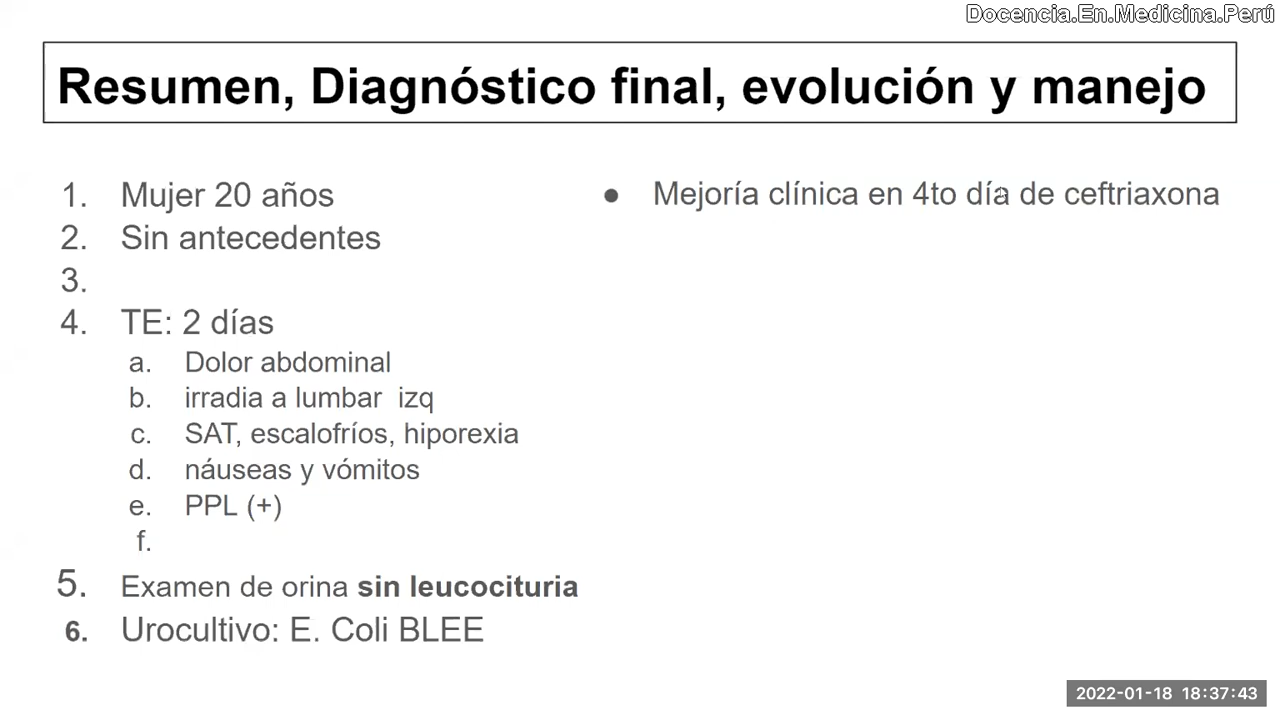 Docencia.En.Medicina.Perú
Resumen, Diagnóstico final, evolución y manejo
1. Mujer 20 años
2. Sin antecedentes
3.
4. TE: 2 días
a. Dolor abdominal
b. irradia a lumbar izq
c. SAT, escalofríos, hiporexia
d. náuseas y vómitos
e. PPL (+)
f.
5. Examen de orina sin leucocituria
6. Urocultivo: E. Coli BLEE
● Mejoría clínica en 4to día de ceftriaxona
2022-01-18 18:37:43